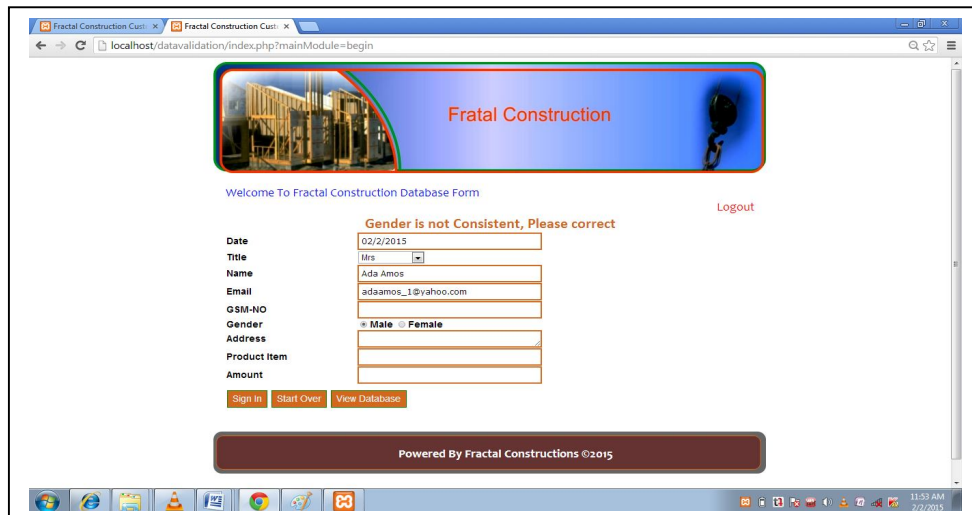 Fractal Construction Cust
Fractal Construction Cust
localhost/datavalidation/index.php?mainModule=begin
Fratal Construction
Welcome To Fractal Construction Database Form
Logout
Gender is not Consistent, Please correct
Date 02/2/2015
Title Mrs
Name Ada Amos
Email adaamos_1@yahoo.com
GSM-NO
Gender Male Female
Address
Product Item
Amount
Sign In Start Over View Database
Powered By Fractal Constructions ©2015
11:53 AM
2/2/2015